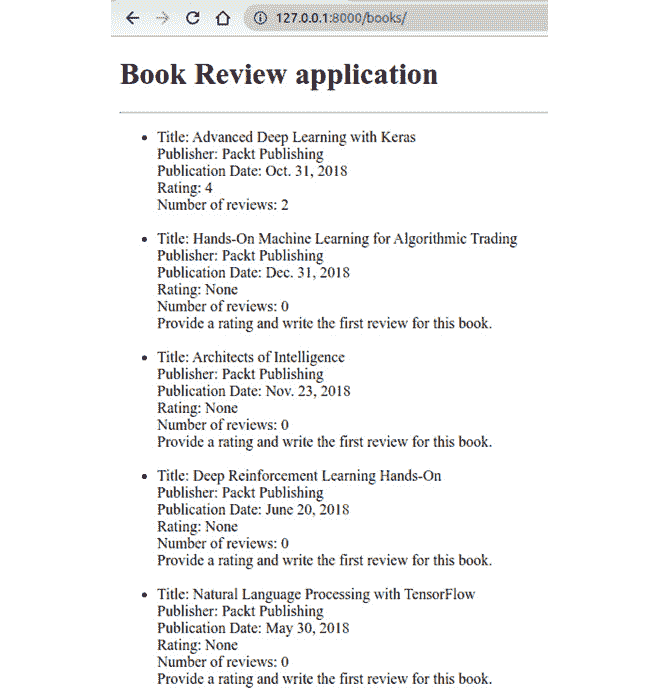 127.0.0.1:8000/books/
Book Review application
Title: Advanced Deep Learning with Keras
Publisher: Packt Publishing
Publication Date: Oct. 31, 2018
Rating: 4
Number of reviews: 2
Title: Hands-On Machine Learning for Algorithmic Trading
Publisher: Packt Publishing
Publication Date: Dec. 31, 2018
Rating: None
Number of reviews: 0
Provide a rating and write the first review for this book.
Title: Architects of Intelligence
Publisher: Packt Publishing
Publication Date: Nov. 23, 2018
Rating: None
Number of reviews: 0
Provide a rating and write the first review for this book.
Title: Deep Reinforcement Learning Hands-On
Publisher: Packt Publishing
Publication Date: June 20, 2018
Rating: None
Number of reviews: 0
Provide a rating and write the first review for this book.
Title: Natural Language Processing with TensorFlow
Publisher: Packt Publishing
Publication Date: May 30, 2018
Rating: None
Number of reviews: 0
Provide a rating and write the first review for this book.